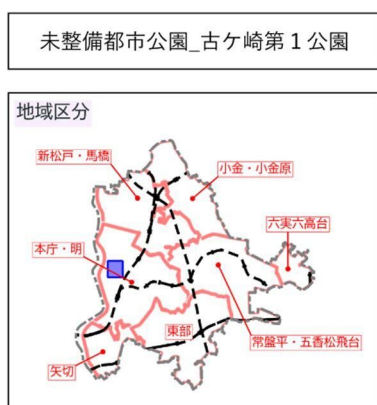 未整備都市公園_古ケ崎第１公園
地域区分
新松戸・馬橋
小金・小金原
六実六高台
本庁・明
東部
常盤平・五香松飛台
矢切